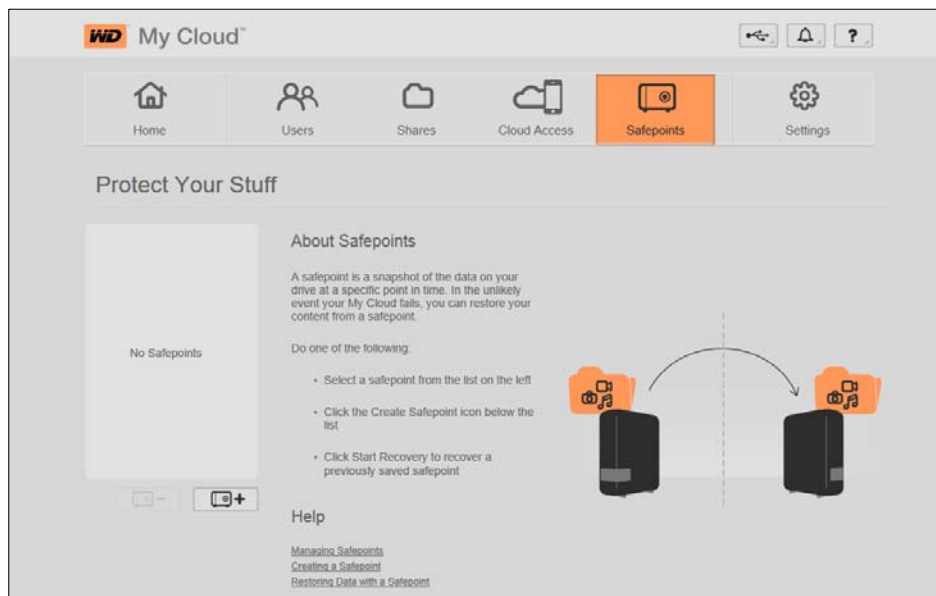 WD My Cloud™
?
Home
Users
Shares
Cloud Access
Safepoints
Settings
Protect Your Stuff
No Safepoints
About Safepoints
A safepoint is a snapshot of the data on your
drive at a specific point in time. In the unlikely
event your My Cloud fails, you can restore your
content from a safepoint.
Do one of the following:
• Select a safepoint from the list on the left
• Click the Create Safepoint icon below the
list
• Click Start Recovery to recover a
previously saved safepoint
Help
Managing Safepoints
Creating a Safepoint
Restoring Data with a Safepoint